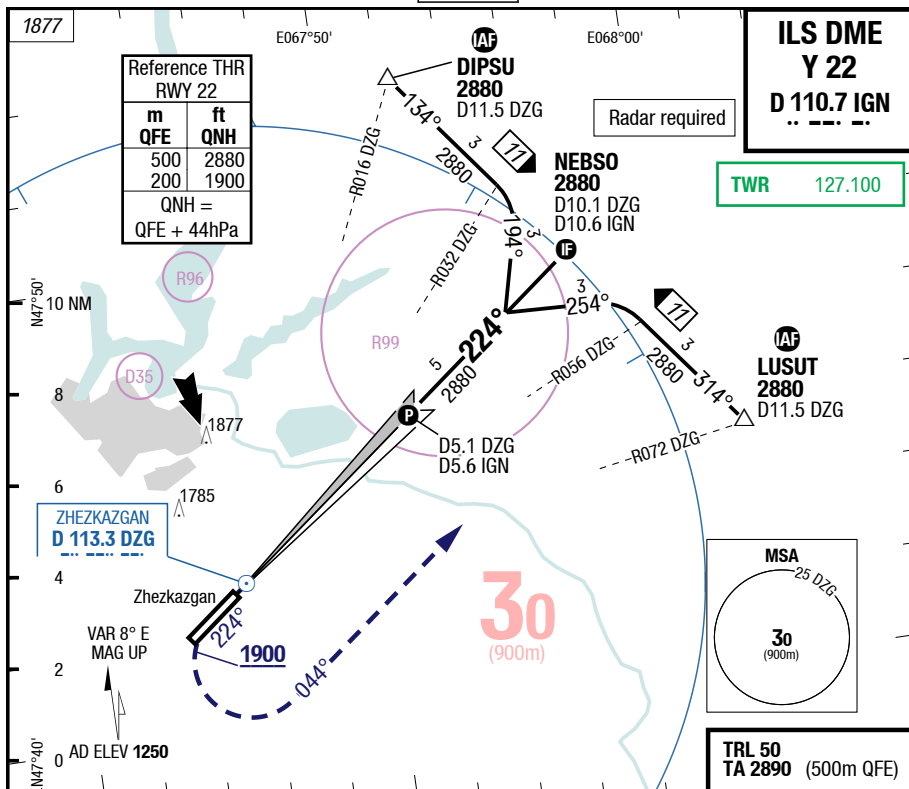 1877
E067°50'
E068°00'
ILS DME
Y 22
D 110.7 IGN
Reference THR
RWY 22
m ft
QFE QNH
500 2880
200 1900
QNH =
QFE + 44hPa
IAF
DIPSU
2880
D11.5 DZG
Radar required
TWR 127.100
134°
3
2880
11
R016 DZG
NEBSO
2880
D10.1 DZG
D10.6 IGN
IF
R032 DZG
194°
3
R96
N47°50'
10 NM
3
254°
11
R99
224°
5
2880
R056 DZG
3
2880
314°
IAF
LUSUT
2880
D11.5 DZG
D35
8
1877
P
D5.1 DZG
D5.6 IGN
R072 DZG
6
1785
ZHEZKAZGAN
D 113.3 DZG
4
Zhezkazgan
224°
1900
044°
30
(900m)
MSA
25 DZG
30
(900m)
VAR 8° E
MAG UP
2
AD ELEV 1250
0
N47°40'
TRL 50
TA 2890 (500m QFE)